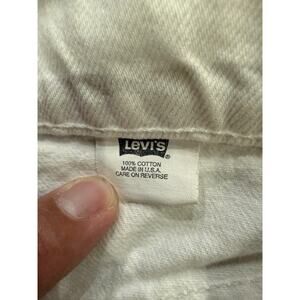 LEVI'S®
100% COTTON
MADE IN U.S.A.
CARE ON REVERSE